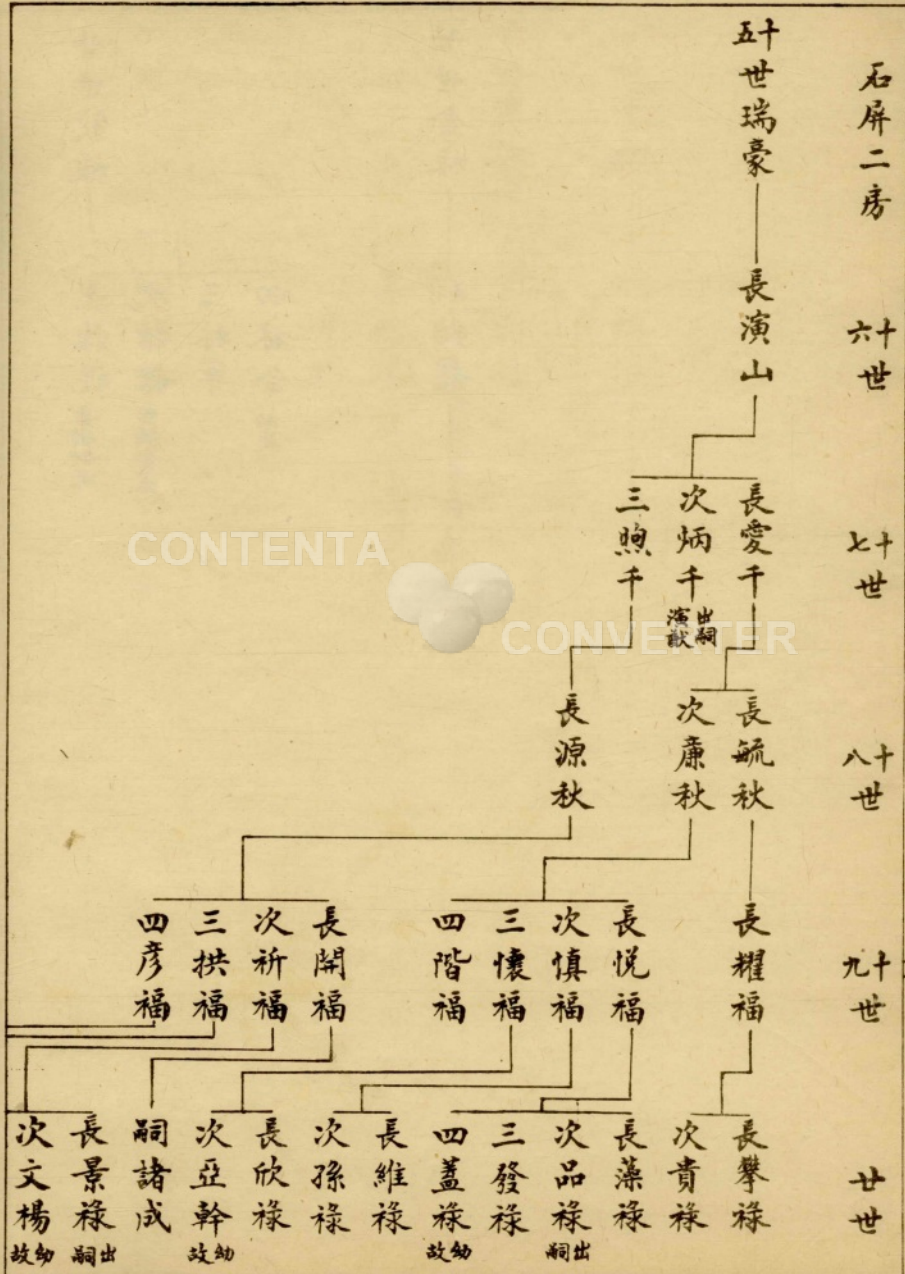 石屏二房
十五世瑞豪
長演山
十六世
長愛千
次炳千 出嗣演猷
三煦千
十七世
長毓秋
次廉秋
長源秋
十八世
長耀福
長悅福
次慎福
三懷福
四階福
長開福
次祈福
三拱福
四彥福
十九世
長攀祿
次貴祿
長藻祿
次品祿 出嗣
三發祿
四蓋祿 幼故
長維祿
次孫祿
長欣祿
次亞幹 幼故
嗣諸成
長景祿 出嗣
次文楊 幼故
廿世
CONTENTA
CONVERTER